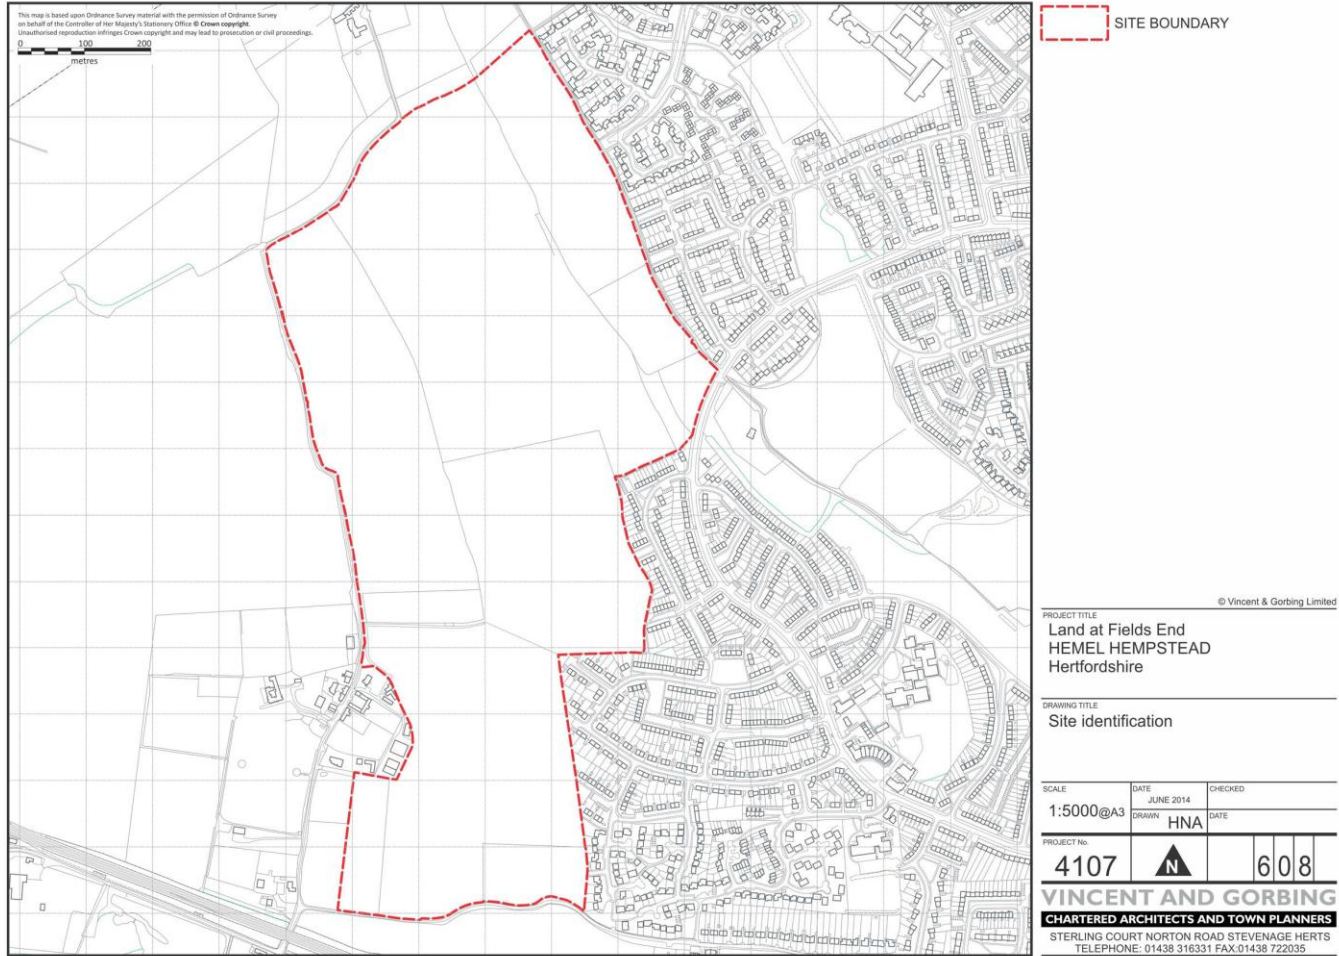 This map is based upon Ordnance Survey material with the permission of Ordnance Survey
on behalf of the Controller of Her Majesty's Stationery Office © Crown copyright.
Unauthorised reproduction infringes Crown copyright and may lead to prosecution or civil proceedings.
0 100 200
metres
SITE BOUNDARY
© Vincent & Gorbing Limited
PROJECT TITLE
Land at Fields End
HEMEL HEMPSTEAD
Hertfordshire
DRAWING TITLE
Site identification
SCALE
1:5000@A3
DATE
JUNE 2014
CHECKED
DRAWN HNA
DATE
PROJECT No.
4107
N
608
VINCENT AND GORBING
CHARTERED ARCHITECTS AND TOWN PLANNERS
STERLING COURT NORTON ROAD STEVENAGE HERTS
TELEPHONE: 01438 316331 FAX:01438 722035